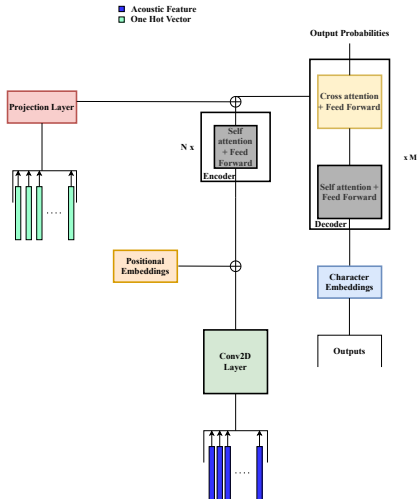 Acoustic Feature
One Hot Vector
Output Probabilities
Projection Layer
Cross attention
+ Feed Forward
N x
Self
attention
+ Feed
Forward
Encoder
x M
Self attention +
Feed Forward
Decoder
Positional
Embeddings
Character
Embeddings
Conv2D
Layer
Outputs
. . . .
. . . .